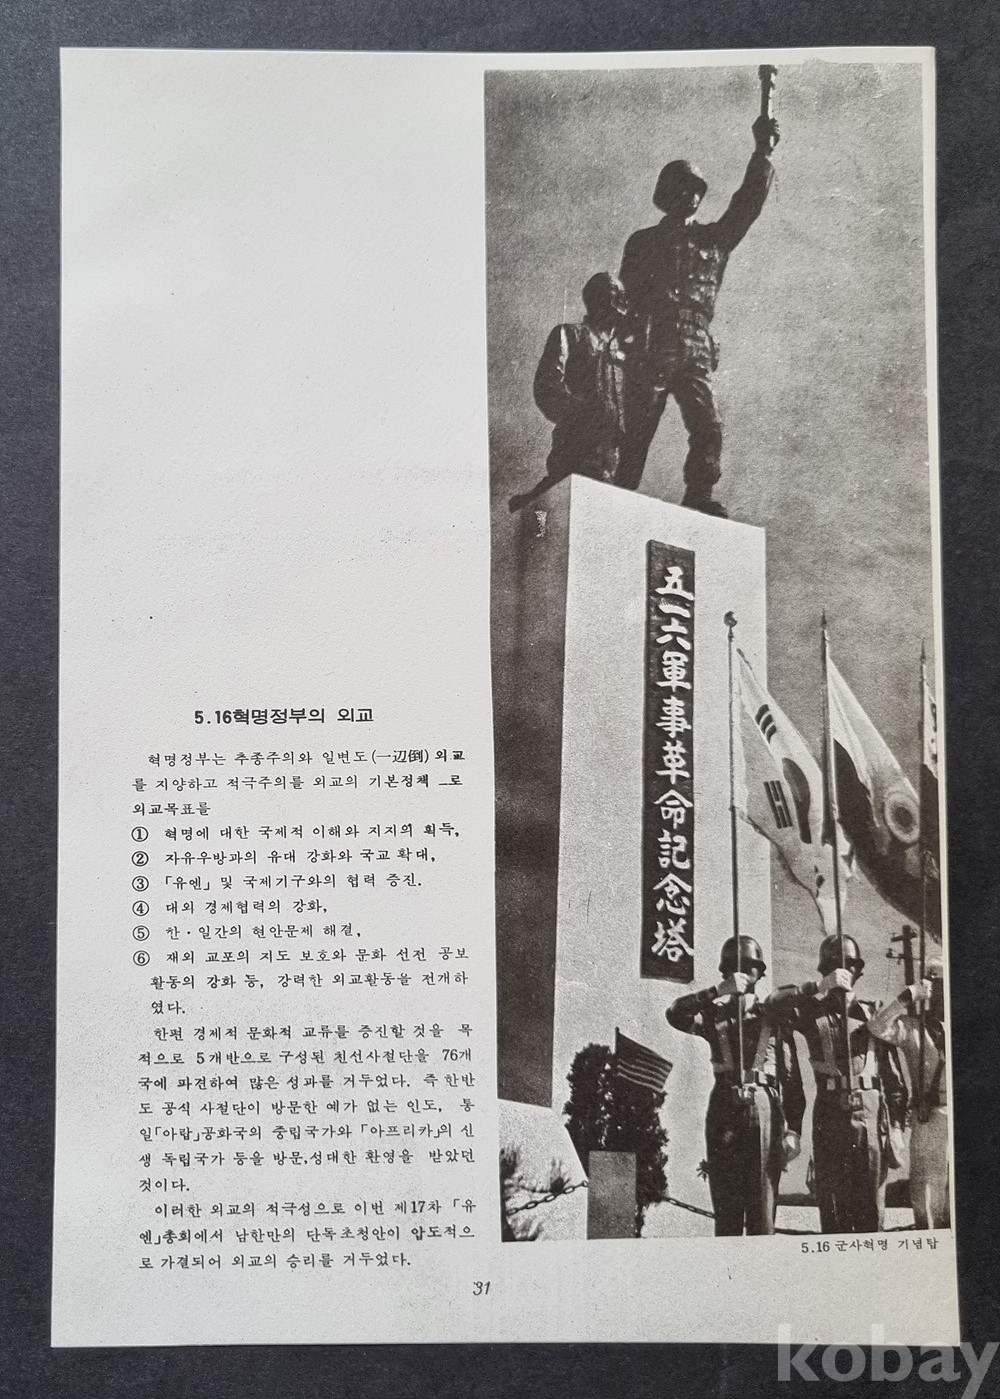 5.16혁명정부의 외교
혁명정부는 추종주의와 일변도(一辺倒)외교
를 지양하고 적극주의를 외교의 기본정책 으로
외교목표를
① 혁명에 대한 국제적 이해와 지지의 획득,
② 자유우방과의 유대 강화와 국교 확대,
③ 「유엔」 및 국제기구와의 협력 증진.
④ 대외 경제협력의 강화,
⑤ 한·일간의 현안문제 해결,
⑥ 재외 교포의 지도 보호와 문화 선전 공보
활동의 강화 등, 강력한 외교활동을 전개하
였다.
한편 경제적 문화적 교류를 증진할 것을 목
적으로 5개반으로 구성된 친선사절단을 76개
국에 파견하여 많은 성과를 거두었다. 즉 한번
도 공식 사절단이 방문한 예가 없는 인도, 통
일「아랍」공화국의 중립국가와 「아프리카」의 신
생 독립국가 등을 방문,성대한 환영을 받았던
것이다.
이러한 외교의 적극성으로 이번 제17차 「유
엔」총회에서 남한만의 단독초청안이 압도적으
로 가결되어 외교의 승리를 거두었다.
五一六軍事革命記念塔
5.16 군사혁명 기념탑
31
kobay